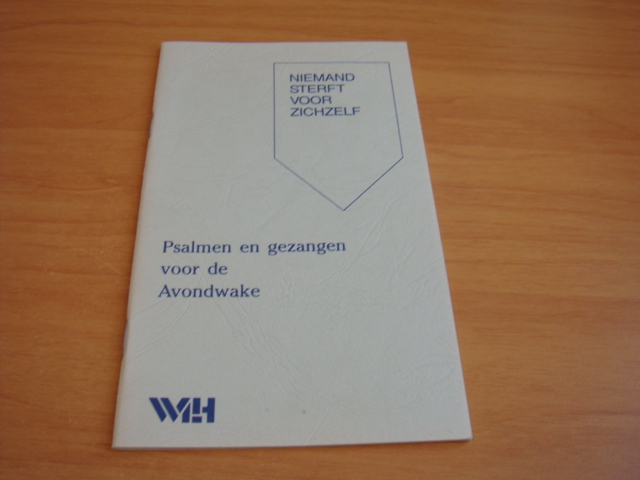 NIEMAND
STERFT
VOOR
ZICHZELF
Psalmen en gezangen
voor de
Avondwake
WLH